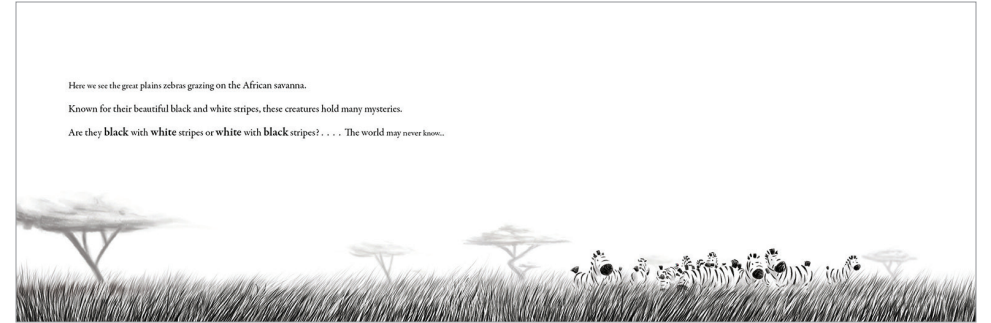 Here we see the great plains zebras grazing on the African savanna.
Known for their beautiful black and white stripes, these creatures hold many mysteries.
Are they black with white stripes or white with black stripes? . . . . The world may never know...